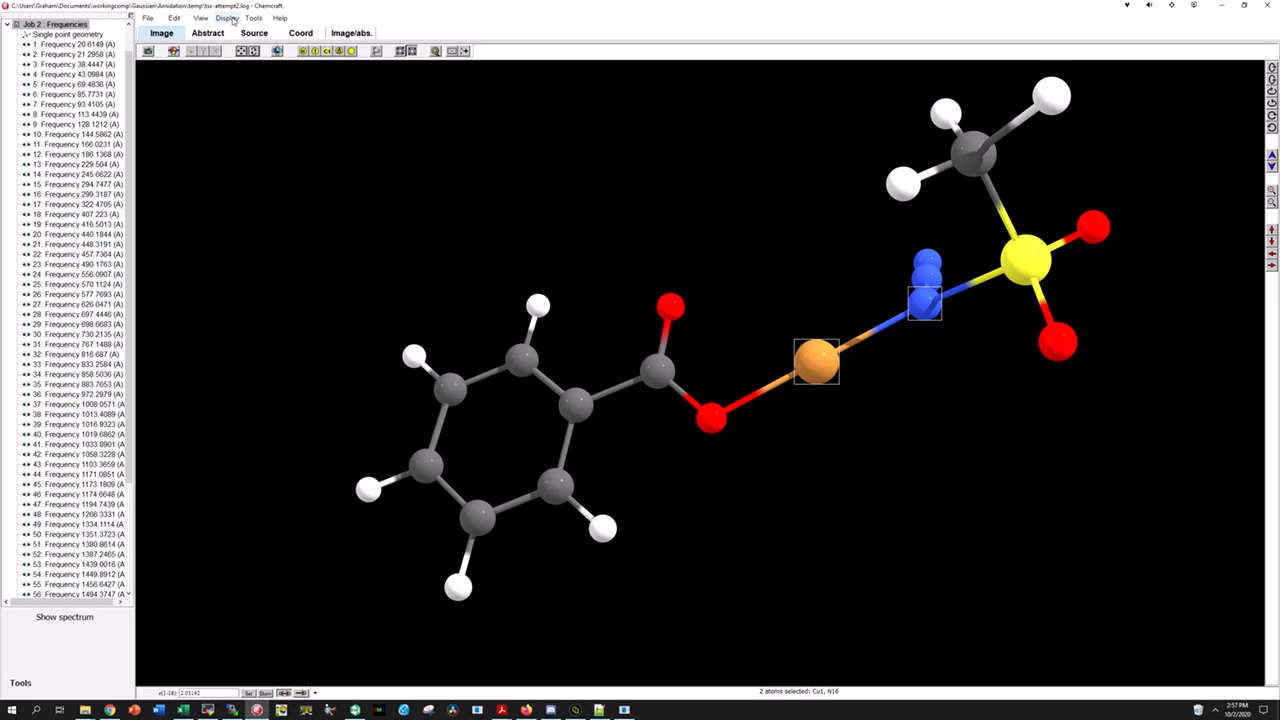 C:\Users\Graham\Documents\workingcomp\Gaussian\Amidation\temp\tsx-attempt2.log - Chemcraft
File Edit View Display Tools Help
Image Abstract Source Coord Image/abs.
Job 2 : Frequencies
Single point geometry
1: Frequency 20.6149 (A)
2: Frequency 21.2958 (A)
3: Frequency 38.4447 (A)
4: Frequency 43.0984 (A)
5: Frequency 69.4836 (A)
6: Frequency 85.7731 (A)
7: Frequency 93.4105 (A)
8: Frequency 113.4439 (A)
9: Frequency 128.1212 (A)
10: Frequency 144.5862 (A)
11: Frequency 166.0231 (A)
12: Frequency 186.1368 (A)
13: Frequency 229.504 (A)
14: Frequency 245.6622 (A)
15: Frequency 294.7477 (A)
16: Frequency 299.3187 (A)
17: Frequency 322.4705 (A)
18: Frequency 407.223 (A)
19: Frequency 416.5013 (A)
20: Frequency 440.1844 (A)
21: Frequency 448.3191 (A)
22: Frequency 457.7364 (A)
23: Frequency 490.1763 (A)
24: Frequency 556.0907 (A)
25: Frequency 570.1124 (A)
26: Frequency 577.7693 (A)
27: Frequency 626.0471 (A)
28: Frequency 697.4446 (A)
29: Frequency 698.6683 (A)
30: Frequency 730.2135 (A)
31: Frequency 767.1488 (A)
32: Frequency 816.687 (A)
33: Frequency 833.2584 (A)
34: Frequency 858.5036 (A)
35: Frequency 883.7653 (A)
36: Frequency 972.2979 (A)
37: Frequency 1008.0571 (A
38: Frequency 1013.4089 (A
39: Frequency 1016.9323 (A
40: Frequency 1019.6862 (A
41: Frequency 1033.8901 (A
42: Frequency 1058.3228 (A
43: Frequency 1103.3659 (A
44: Frequency 1171.0851 (A
45: Frequency 1173.1809 (A
46: Frequency 1174.6648 (A
47: Frequency 1194.7439 (A
48: Frequency 1266.3331 (A
49: Frequency 1334.1114 (A
50: Frequency 1351.3723 (A
51: Frequency 1380.8614 (A
52: Frequency 1387.2465 (A
53: Frequency 1439.0016 (A
54: Frequency 1449.8912 (A
55: Frequency 1456.6427 (A
56: Frequency 1494.3747 (A
Show spectrum
Tools
r(1-16): 2.03192 Set Show
2 atoms selected: Cu1, N16
2:57 PM
10/2/2020